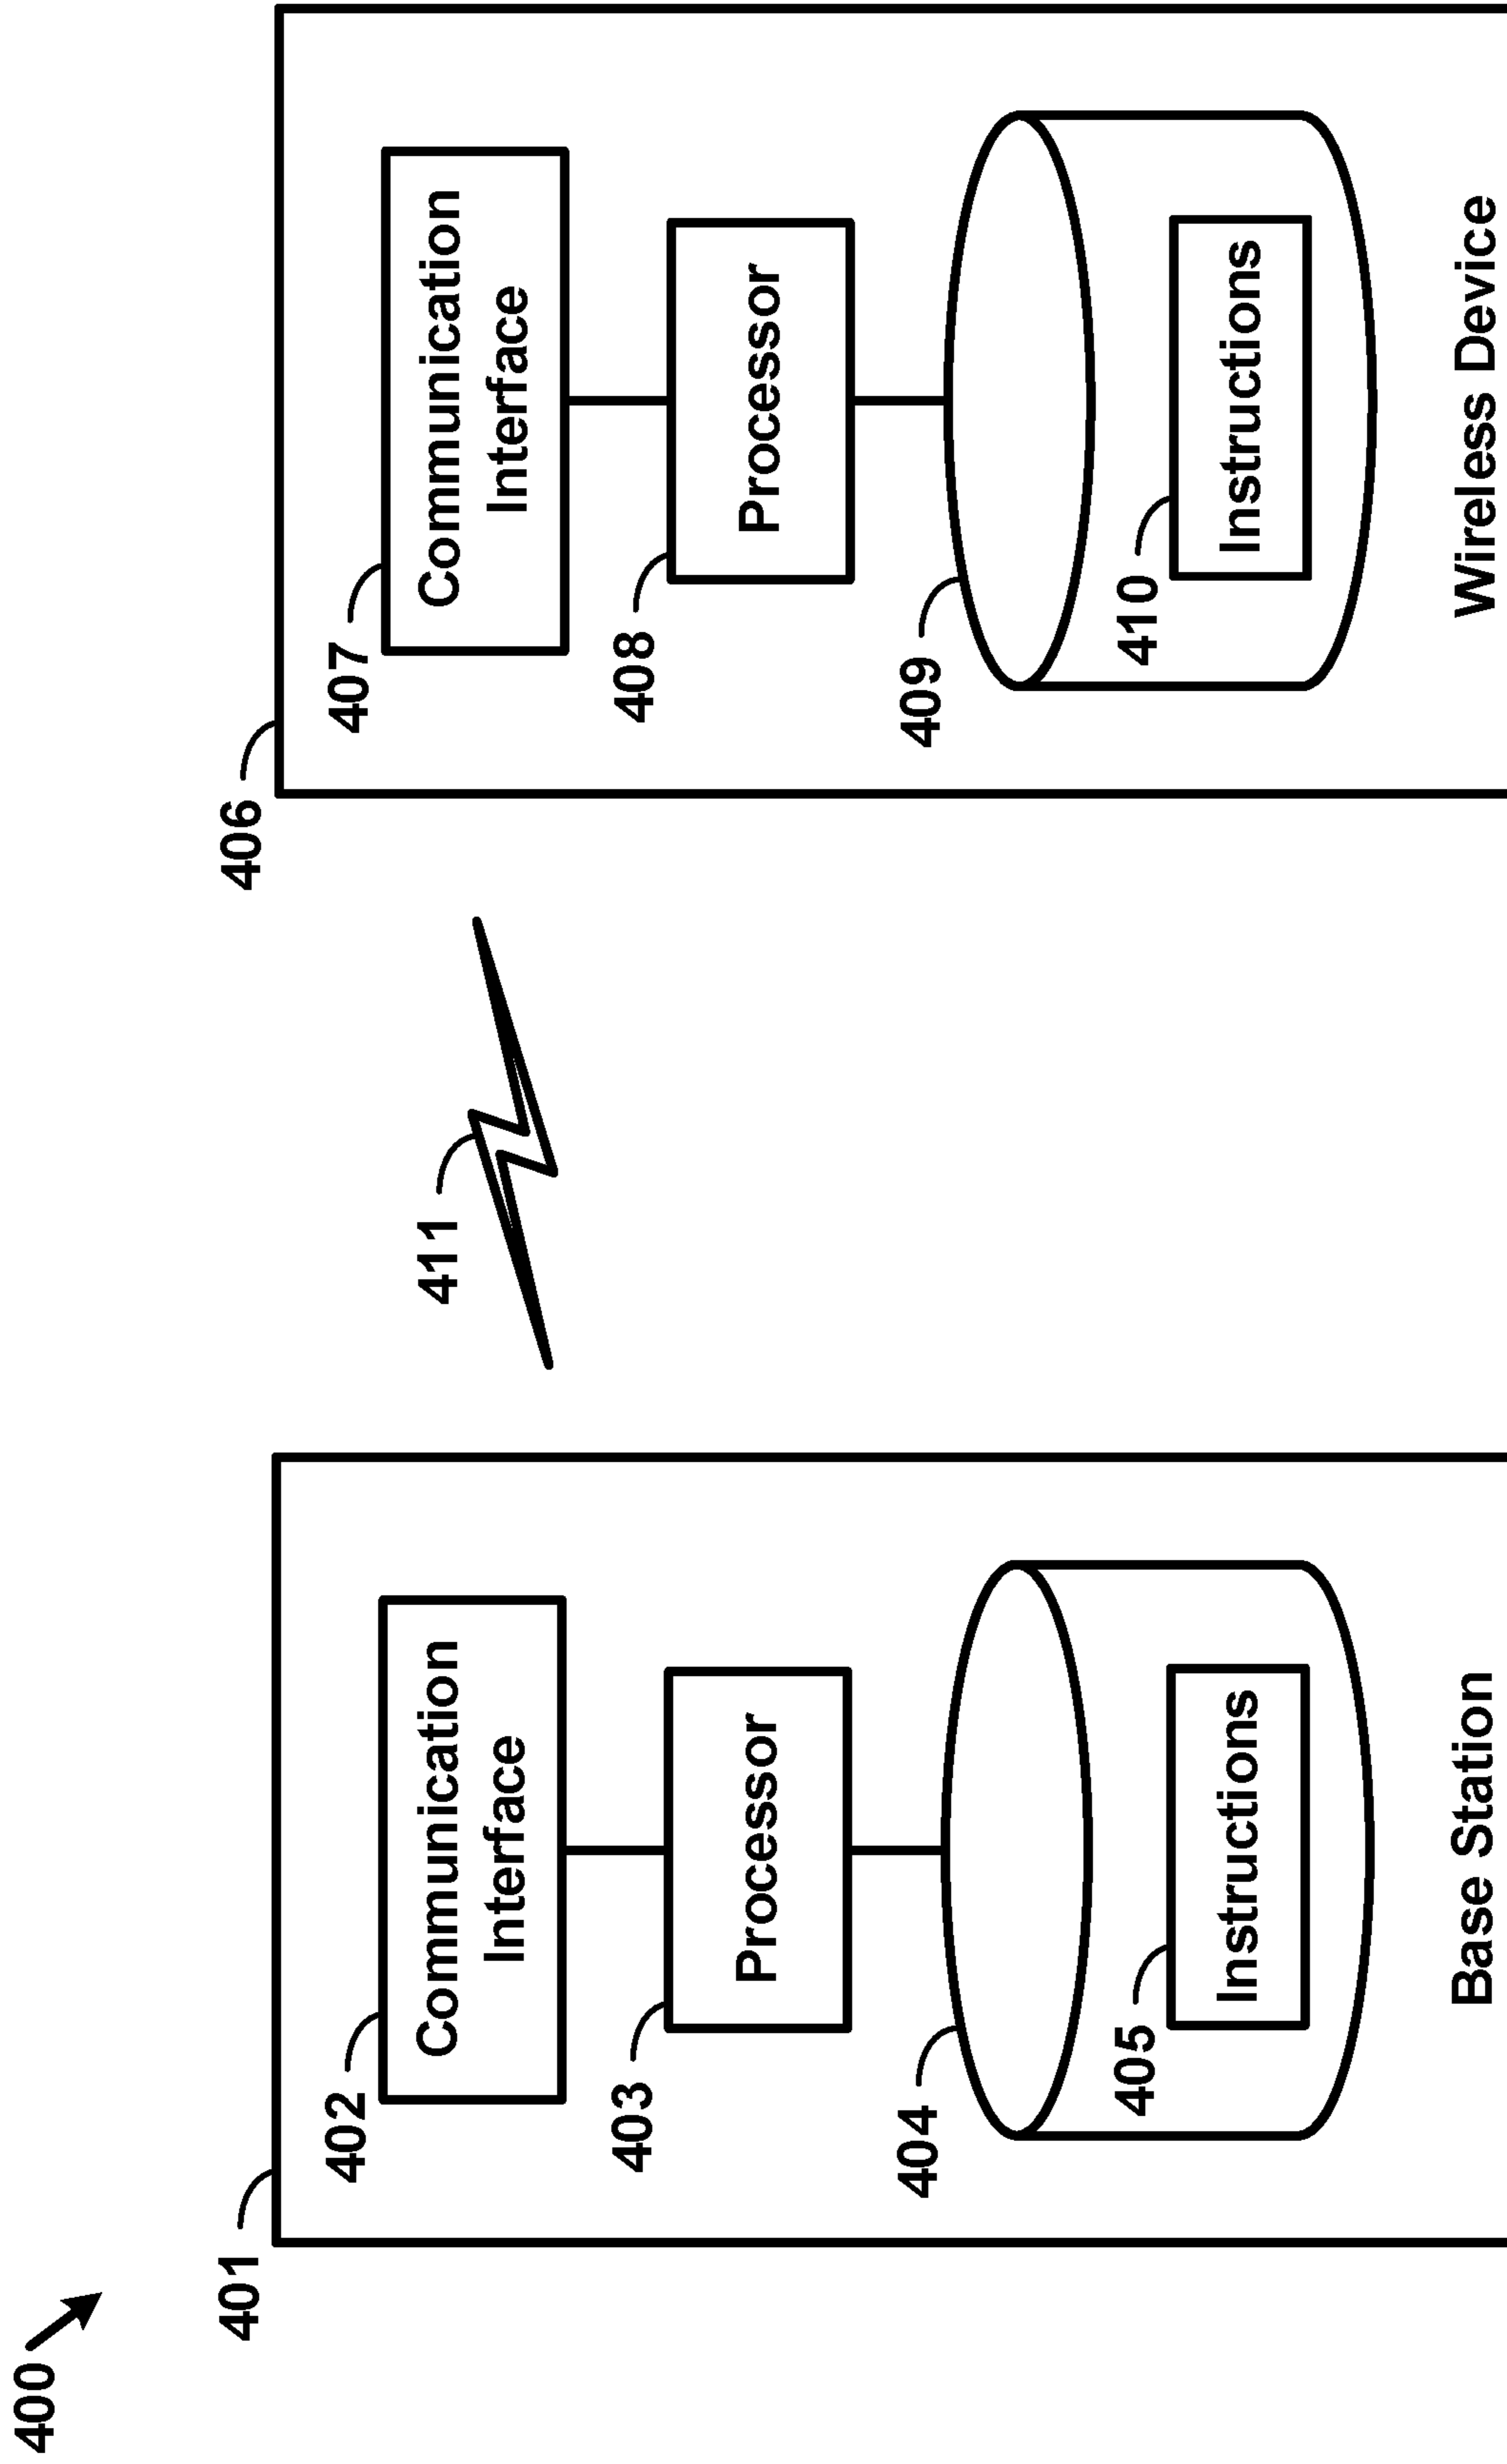 400
401
402
Communication
Interface
403
Processor
404
405
Instructions
Base Station
411
406
407
Communication
Interface
408
Processor
409
410
Instructions
Wireless Device